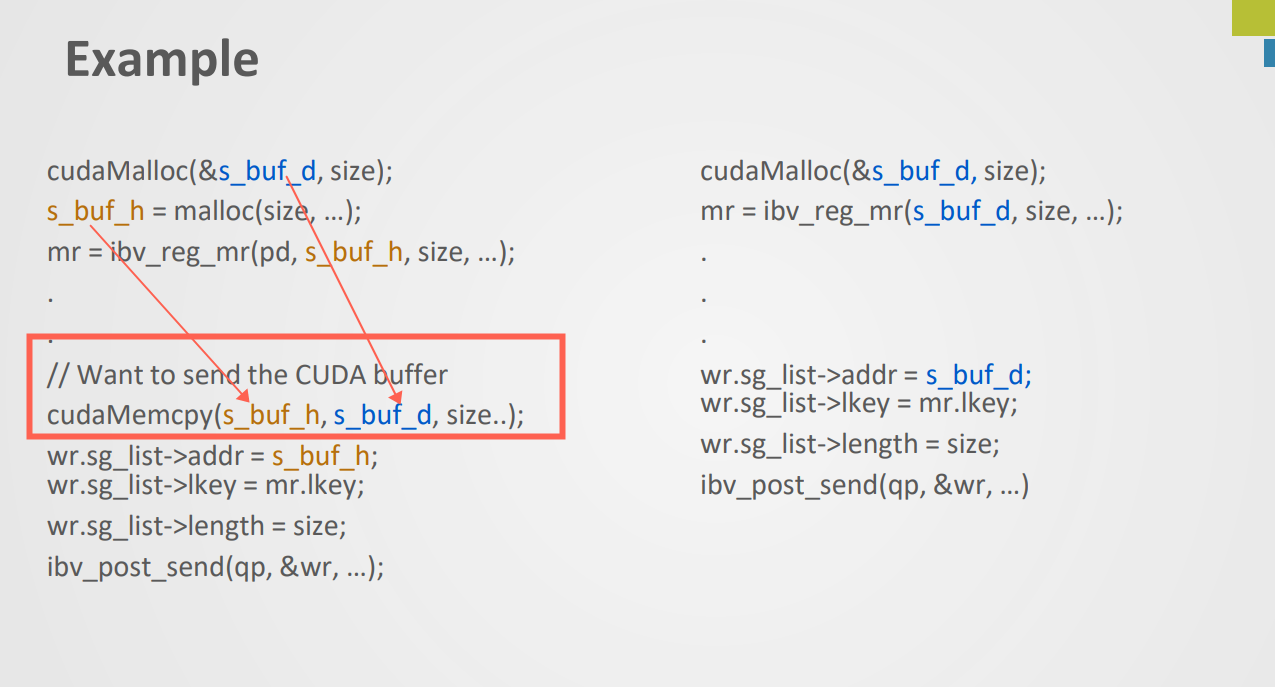 Example
cudaMalloc(&s_buf_d, size);
s_buf_h = malloc(size, …);
mr = ibv_reg_mr(pd, s_buf_h, size, …);
.
.
// Want to send the CUDA buffer
cudaMemcpy(s_buf_h, s_buf_d, size..);
wr.sg_list->addr = s_buf_h;
wr.sg_list->lkey = mr.lkey;
wr.sg_list->length = size;
ibv_post_send(qp, &wr, …);
cudaMalloc(&s_buf_d, size);
mr = ibv_reg_mr(s_buf_d, size, …);
.
.
.
wr.sg_list->addr = s_buf_d;
wr.sg_list->lkey = mr.lkey;
wr.sg_list->length = size;
ibv_post_send(qp, &wr, …)